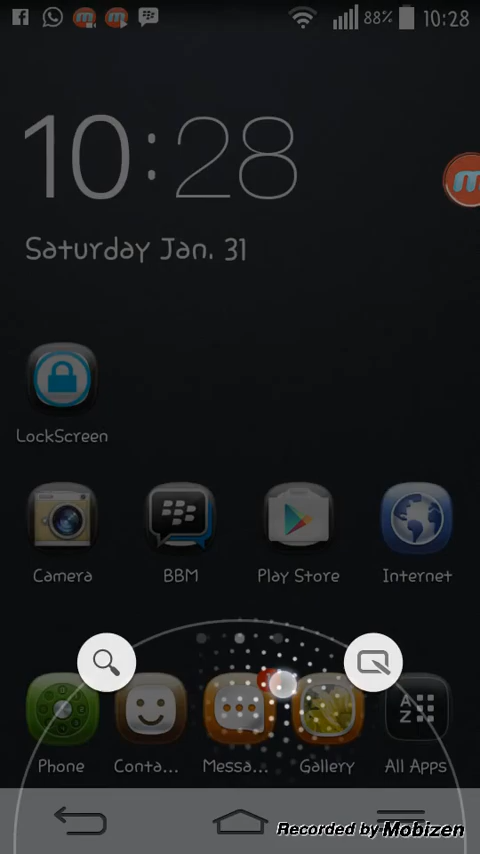 88% 10:28
10:28
Saturday Jan. 31
LockScreen
Camera BBM Play Store Internet
A
Z
Phone Conta... Messa... Gallery All Apps
Recorded by Mobizen